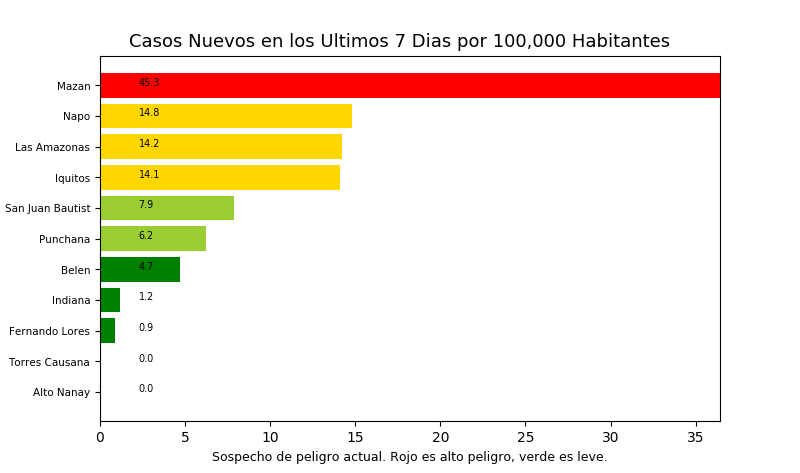 Casos Nuevos en los Ultimos 7 Dias por 100,000 Habitantes
Mazan 45.3
Napo 14.8
Las Amazonas 14.2
Iquitos 14.1
San Juan Bautist 7.9
Punchana 6.2
Belen 4.7
Indiana 1.2
Fernando Lores 0.9
Torres Causana 0.0
Alto Nanay 0.0
0 5 10 15 20 25 30 35
Sospecho de peligro actual. Rojo es alto peligro, verde es leve.